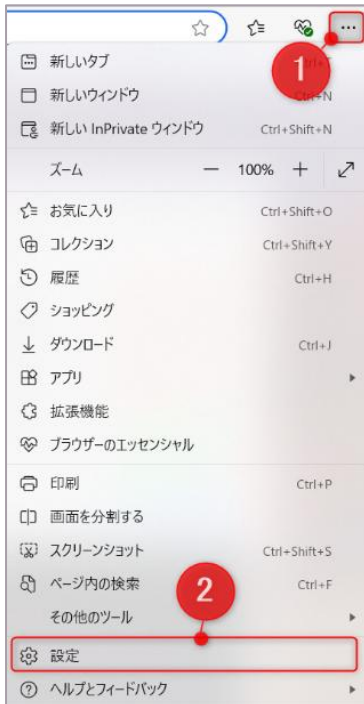 1
新しいタブ
新しいウィンドウ N
新しい InPrivate ウィンドウ Ctrl+Shift+N
ズーム 100%
お気に入り Ctrl+Shift+O
コレクション Ctrl+Shift+Y
履歴 Ctrl+H
ショッピング
ダウンロード Ctrl+J
アプリ
拡張機能
ブラウザーのエッセンシャル
印刷 Ctrl+P
画面を分割する
スクリーンショット Ctrl+Shift+S
ページ内の検索 Ctrl+F
2
その他のツール
設定
ヘルプとフィードバック